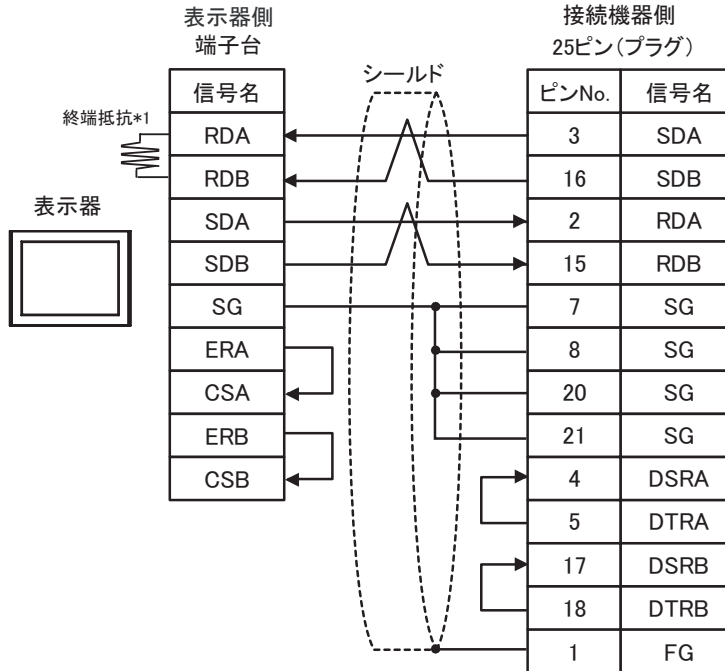 表示器側
端子台
接続機器側
25ピン(プラグ)
シールド
終端抵抗*1
表示器
信号名
RDA
RDB
SDA
SDB
SG
ERA
CSA
ERB
CSB
ピンNo. 信号名
3 SDA
16 SDB
2 RDA
15 RDB
7 SG
8 SG
20 SG
21 SG
4 DSRA
5 DTRA
17 DSRB
18 DTRB
1 FG